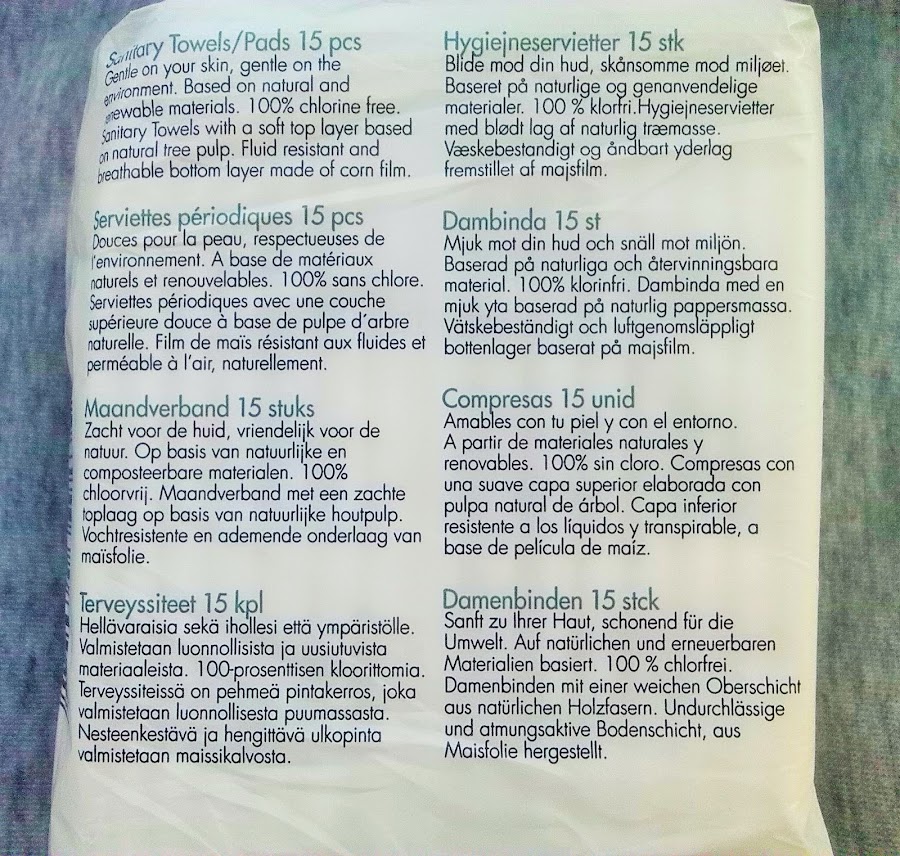 Sanitary Towels/Pads 15 pcs
Gentle on your skin, gentle on the
environment. Based on natural and
newable materials. 100% chlorine free.
Sanitary Towels with a soft top layer based
on natural tree pulp. Fluid resistant and
breathable bottom layer made of corn film.
Serviettes périodiques 15 pcs
Douces pour la peau, respectueuses de
l'environnement. A base de matériaux
naturels et renouvelables. 100% sans chlore.
Serviettes périodiques avec une couche
supérieure douce à base de pulpe d´arbre
naturelle. Film de maïs résistant aux fluides et
perméable à l'air, naturellement.
Maandverband 15 stuks
Zacht voor de huid, vriendelijk voor de
natuur. Op basis van natuurlijke en
composteerbare materialen. 100%
chloorvrij. Maandverband met een zachte
toplaag op basis van natuurlijke houtpulp.
Vochtresistente en ademende onderlaag van
maïsfolie.
Terveyssiteet 15 kpl
Hellävaraisia sekä ihollesi että ympäristölle.
Valmistetaan luonnollisista ja uusiutuvista
materiaaleista. 100-prosenttisen kloorittomia.
Terveyssiteissä on pehmeä pintakerros, joka
valmistetaan luonnollisesta puumassasta.
Nesteenkestävä ja hengittävä ulkopinta
valmistetaan maissikalvosta.
Hygiejneservietter 15 stk
Blide mod din hud, skånsomme mod miljøet.
Baseret på naturlige og genanvendelige
materialer. 100 % klorfri.Hygiejneservietter
med blødt lag af naturlig træmasse.
Væskebestandigt og åndbart yderlag
fremstillet af majsfilm.
Dambinda 15 st
Mjuk mot din hud och snäll mot miljön.
Baserad på naturliga och återvinningsbara
material. 100% klorinfri. Dambinda med en
mjuk yta baserad på naturlig pappersmassa.
Vätskebeständigt och luftgenomsläppligt
bottenlager baserat på majsfilm.
Compresas 15 unid
Amables con tu piel y con el entorno.
A partir de materiales naturales y
renovables. 100% sin cloro. Compresas con
una suave capa superior elaborada con
pulpa natural de árbol. Capa inferior
resistente a los líquidos y transpirable, a
base de película de maíz.
Damenbinden 15 stck
Sanft zu Ihrer Haut, schonend für die
Umwelt. Auf natürlichen und erneuerbaren
Materialien basiert. 100 % chlorfrei.
Damenbinden mit einer weichen Oberschicht
aus natürlichen Holzfasern. Undurchlässige
und atmungsaktive Bodenschicht, aus
Maisfolie hergestellt.